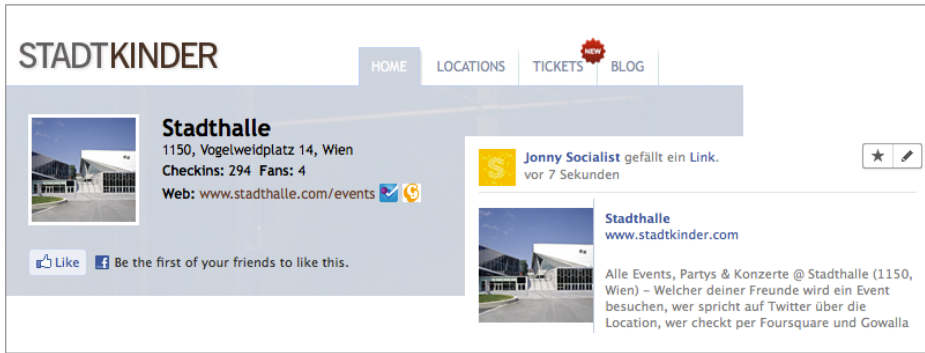 STADTKINDER
HOME LOCATIONS TICKETS NEW BLOG
Stadthalle
1150, Vogelweidplatz 14, Wien
Checkins: 294 Fans: 4
Web: www.stadthalle.com/events
Like Be the first of your friends to like this.
Jonny Socialist gefällt ein Link.
vor 7 Sekunden
Stadthalle
www.stadtkinder.com
Alle Events, Partys & Konzerte @ Stadthalle (1150,
Wien) – Welcher deiner Freunde wird ein Event
besuchen, wer spricht auf Twitter über die
Location, wer checkt per Foursquare und Gowalla